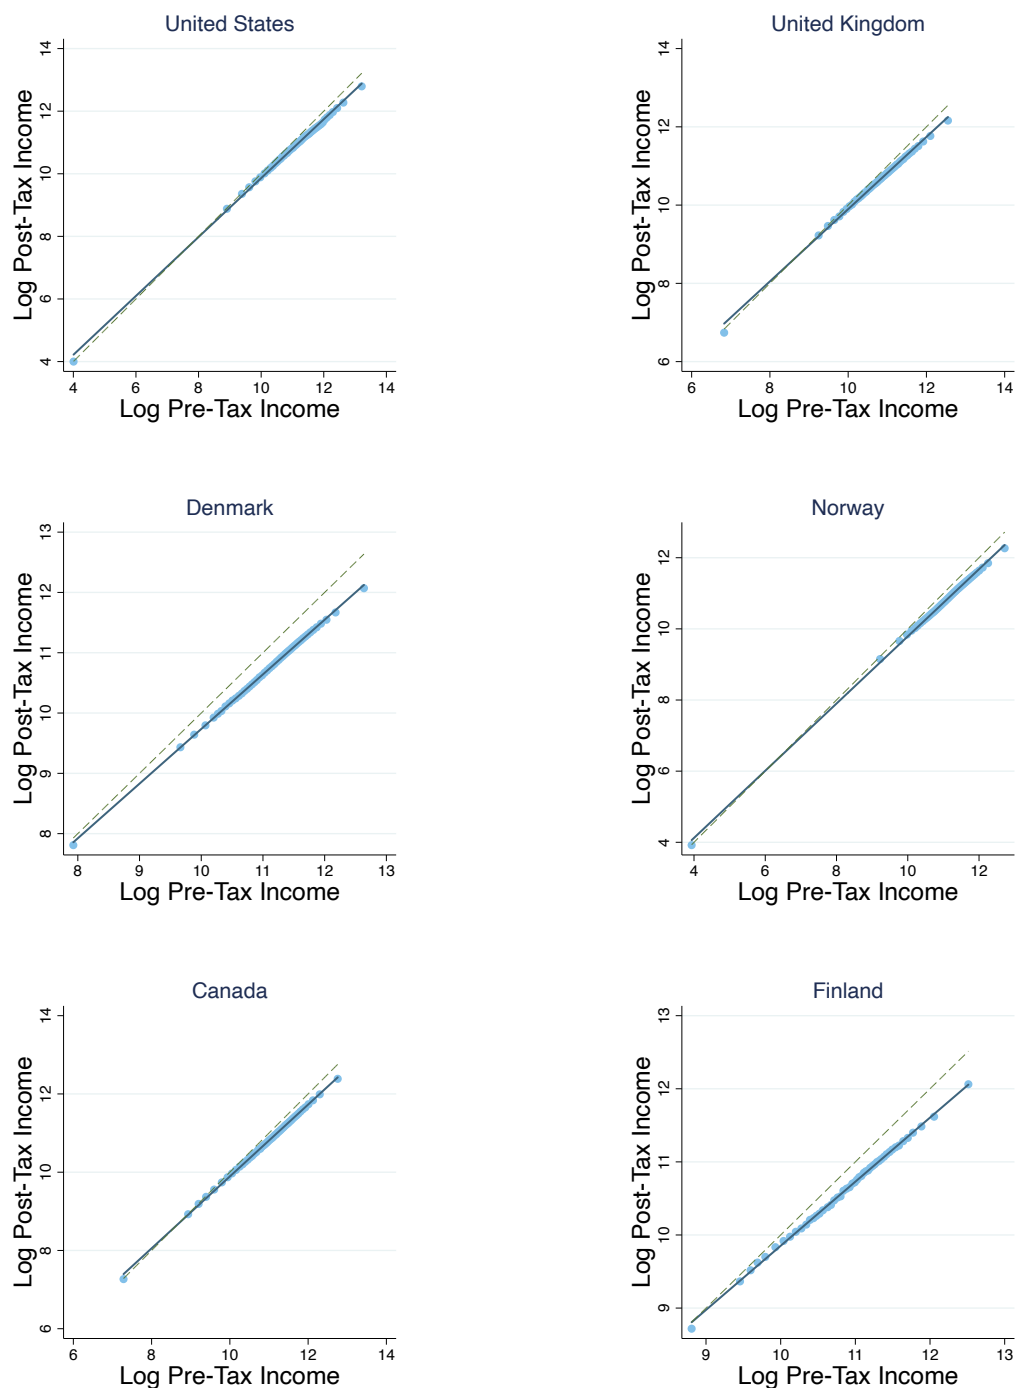 United States
Log Post-Tax Income
14
12
10
8
6
4
4 6 8 10 12 14
Log Pre-Tax Income
United Kingdom
Log Post-Tax Income
14
12
10
8
6
6 8 10 12 14
Log Pre-Tax Income
Denmark
Log Post-Tax Income
13
12
11
10
9
8
8 9 10 11 12 13
Log Pre-Tax Income
Norway
Log Post-Tax Income
12
10
8
6
4
4 6 8 10 12
Log Pre-Tax Income
Canada
Log Post-Tax Income
14
12
10
8
6
6 8 10 12 14
Log Pre-Tax Income
Finland
Log Post-Tax Income
13
12
11
10
9
9 10 11 12 13
Log Pre-Tax Income